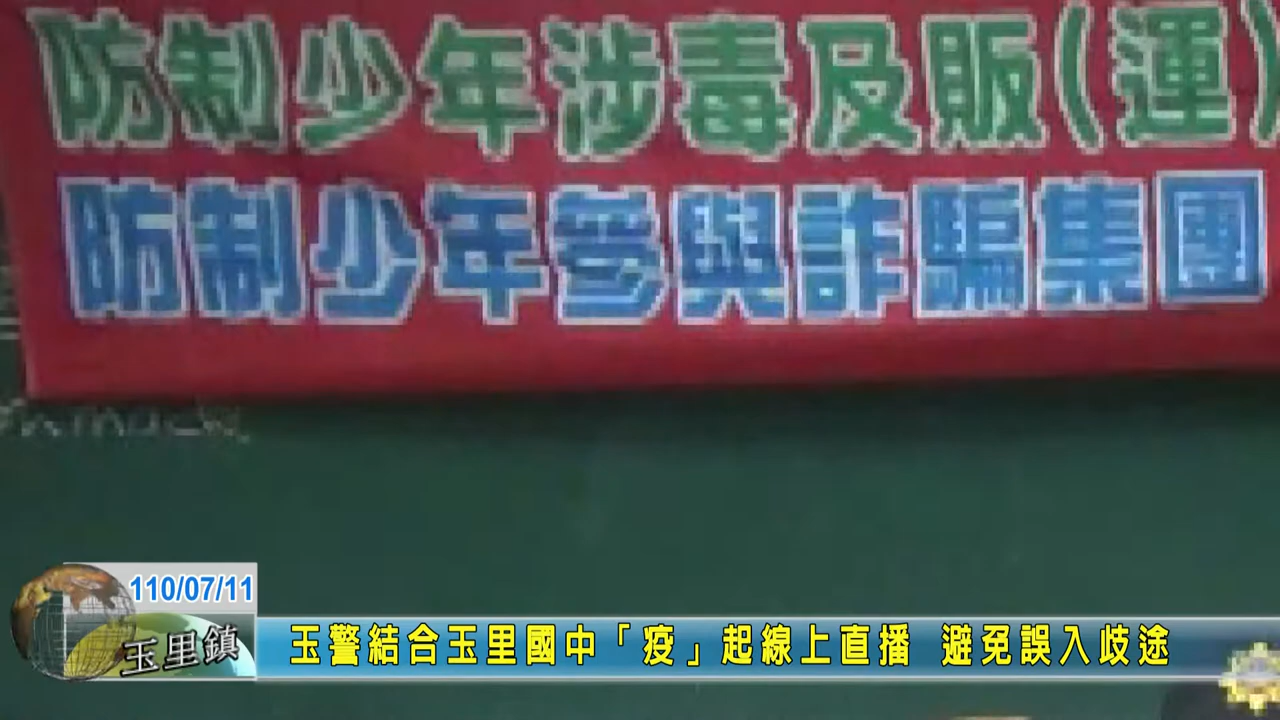 防制少年涉毒及販(運)
防制少年參與詐騙集團
110/07/11
玉里鎮
玉警結合玉里國中「疫」起線上直播 避免誤入歧途